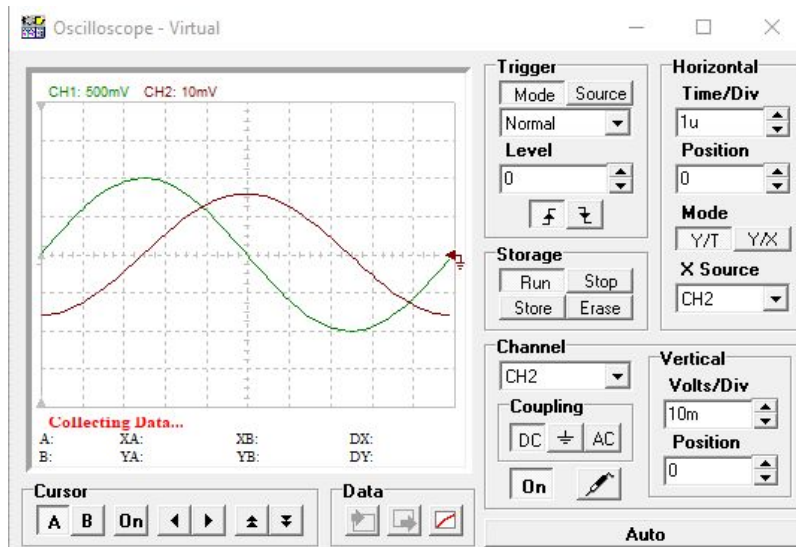 Oscilloscope - Virtual
CH1: 500mV CH2: 10mV
Collecting Data...
A: XA: XB: DX:
B: YA: YB: DY:
Cursor
A B On
Data
Trigger
Mode Source
Normal
Level
0
Storage
Run Stop
Store Erase
Horizontal
Time/Div
1u
Position
0
Mode
Y/T Y/X
X Source
CH2
Channel
CH2
Coupling
DC AC
On
Vertical
Volts/Div
10m
Position
0
Auto